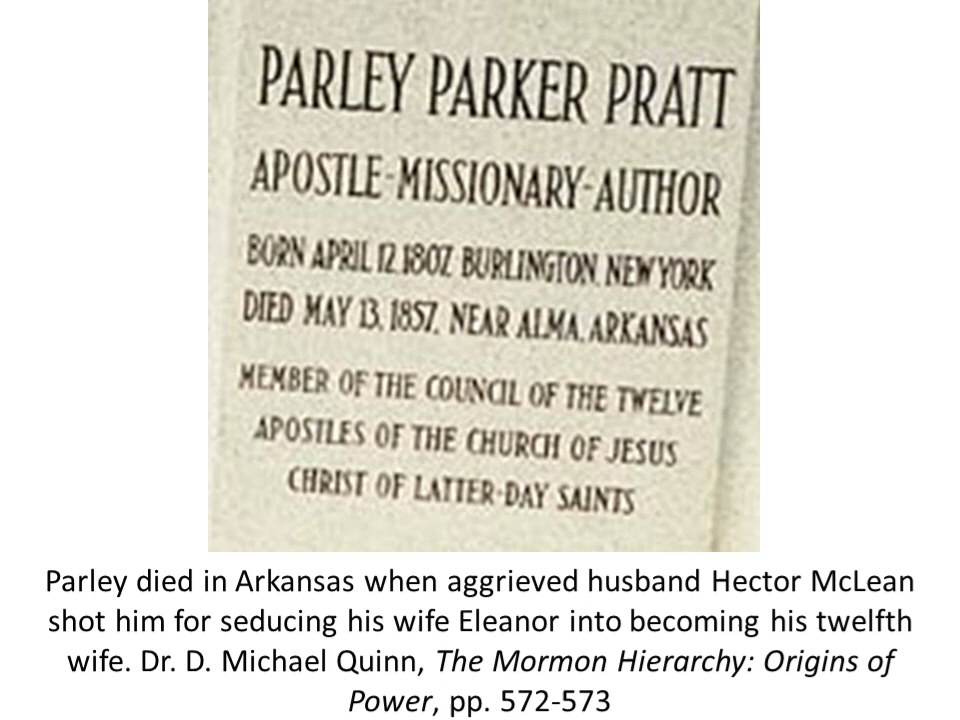 PARLEY PARKER PRATT
APOSTLE-MISSIONARY-AUTHOR
BORN APRIL 12, 1807, BURLINGTON, NEW YORK
DIED MAY 13, 1857, NEAR ALMA, ARKANSAS
MEMBER OF THE COUNCIL OF THE TWELVE
APOSTLES OF THE CHURCH OF JESUS
CHRIST OF LATTER-DAY SAINTS
Parley died in Arkansas when aggrieved husband Hector McLean
shot him for seducing his wife Eleanor into becoming his twelfth
wife. Dr. D. Michael Quinn, The Mormon Hierarchy: Origins of
Power, pp. 572-573